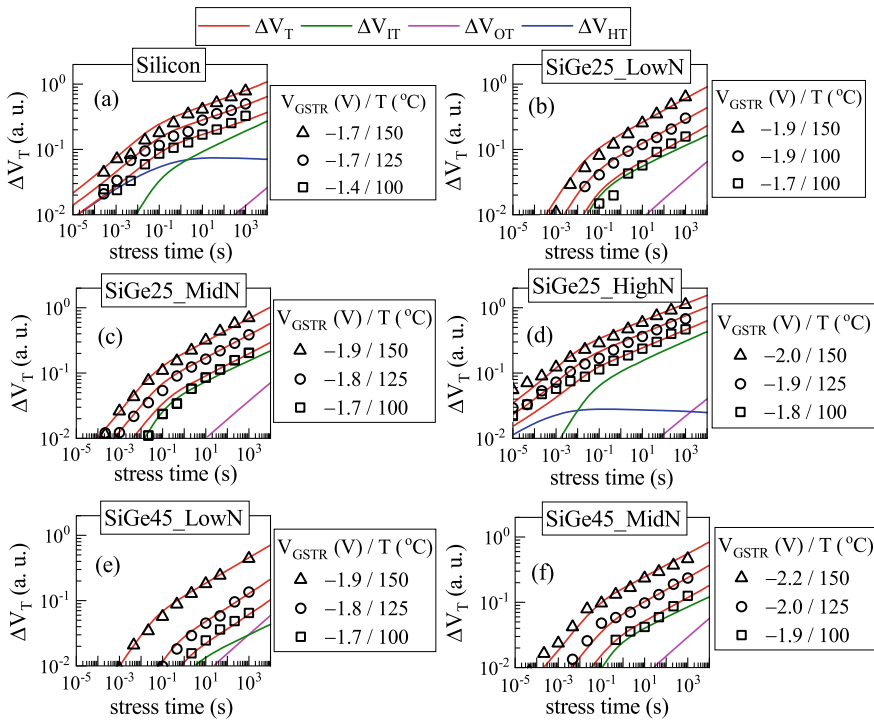 ΔV_T ΔV_IT ΔV_OT ΔV_HT
Silicon
(a)
ΔV_T (a. u.)
10^0
10^-1
10^-2
10^-5 10^-3 10^-1 10^1 10^3
stress time (s)
V_GSTR (V) / T (°C)
−1.7 / 150
−1.7 / 125
−1.4 / 100
SiGe25_LowN
(b)
ΔV_T (a. u.)
10^0
10^-1
10^-2
10^-5 10^-3 10^-1 10^1 10^3
stress time (s)
V_GSTR (V) / T (°C)
−1.9 / 150
−1.9 / 100
−1.7 / 100
SiGe25_MidN
(c)
ΔV_T (a. u.)
10^0
10^-1
10^-2
10^-5 10^-3 10^-1 10^1 10^3
stress time (s)
V_GSTR (V) / T (°C)
−1.9 / 150
−1.8 / 125
−1.7 / 100
SiGe25_HighN
(d)
ΔV_T (a. u.)
10^0
10^-1
10^-2
10^-5 10^-3 10^-1 10^1 10^3
stress time (s)
V_GSTR (V) / T (°C)
−2.0 / 150
−1.9 / 125
−1.8 / 100
SiGe45_LowN
(e)
ΔV_T (a. u.)
10^0
10^-1
10^-2
10^-5 10^-3 10^-1 10^1 10^3
stress time (s)
V_GSTR (V) / T (°C)
−1.9 / 150
−1.8 / 125
−1.7 / 100
SiGe45_MidN
(f)
ΔV_T (a. u.)
10^0
10^-1
10^-2
10^-5 10^-3 10^-1 10^1 10^3
stress time (s)
V_GSTR (V) / T (°C)
−2.2 / 150
−2.0 / 125
−1.9 / 100